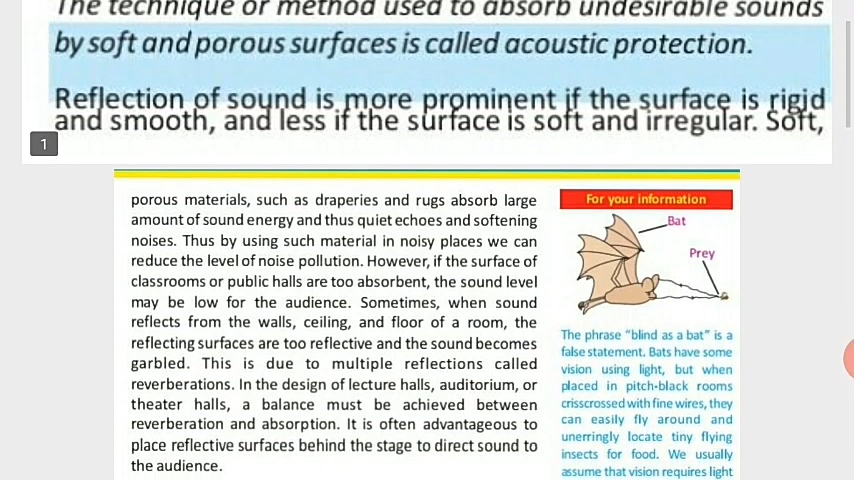 The technique or method used to absorb undesirable sounds
by soft and porous surfaces is called acoustic protection.
Reflection of sound is more prominent if the surface is rigid
and smooth, and less if the surface is soft and irregular. Soft,
1
porous materials, such as draperies and rugs absorb large
amount of sound energy and thus quiet echoes and softening
noises. Thus by using such material in noisy places we can
reduce the level of noise pollution. However, if the surface of
classrooms or public halls are too absorbent, the sound level
may be low for the audience. Sometimes, when sound
reflects from the walls, ceiling, and floor of a room, the
reflecting surfaces are too reflective and the sound becomes
garbled. This is due to multiple reflections called
reverberations. In the design of lecture halls, auditorium, or
theater halls, a balance must be achieved between
reverberation and absorption. It is often advantageous to
place reflective surfaces behind the stage to direct sound to
the audience.
For your information
Bat
Prey
The phrase "blind as a bat" is a
false statement. Bats have some
vision using light, but when
placed in pitch-black rooms
crisscrossed with fine wires, they
can easily fly around and
unerringly locate tiny flying
insects for food. We usually
assume that vision requires light